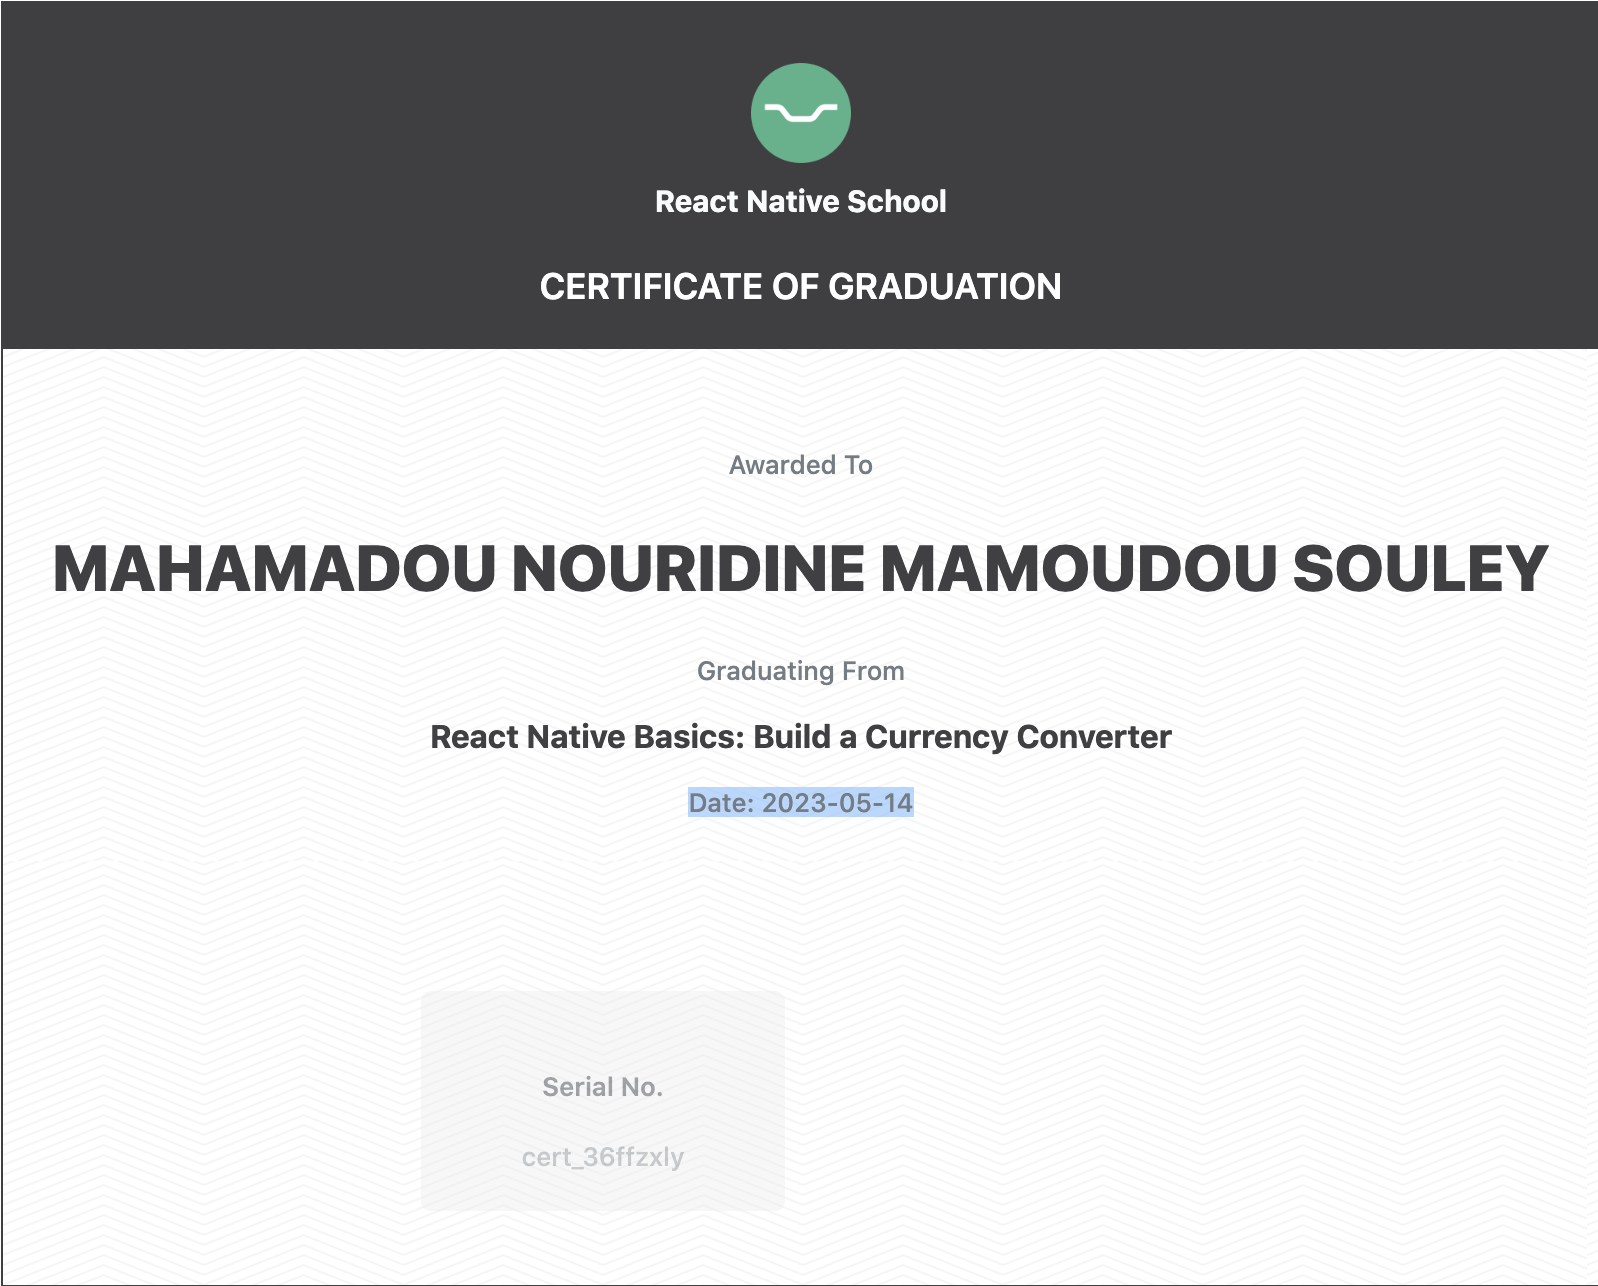 React Native School
CERTIFICATE OF GRADUATION
Awarded To
MAHAMADOU NOURIDINE MAMOUDOU SOULEY
Graduating From
React Native Basics: Build a Currency Converter
Date: 2023-05-14
Serial No.
cert_36ffzxly